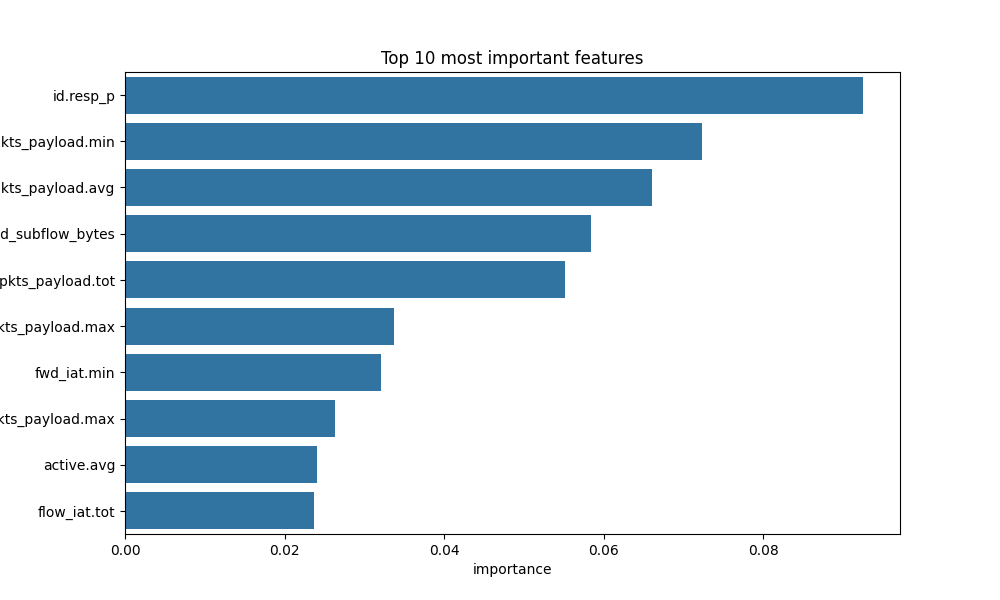 Top 10 most important features
id.resp_p
kts_payload.min
kts_payload.avg
d_subflow_bytes
pkts_payload.tot
kts_payload.max
fwd_iat.min
kts_payload.max
active.avg
flow_iat.tot
0.00 0.02 0.04 0.06 0.08
importance